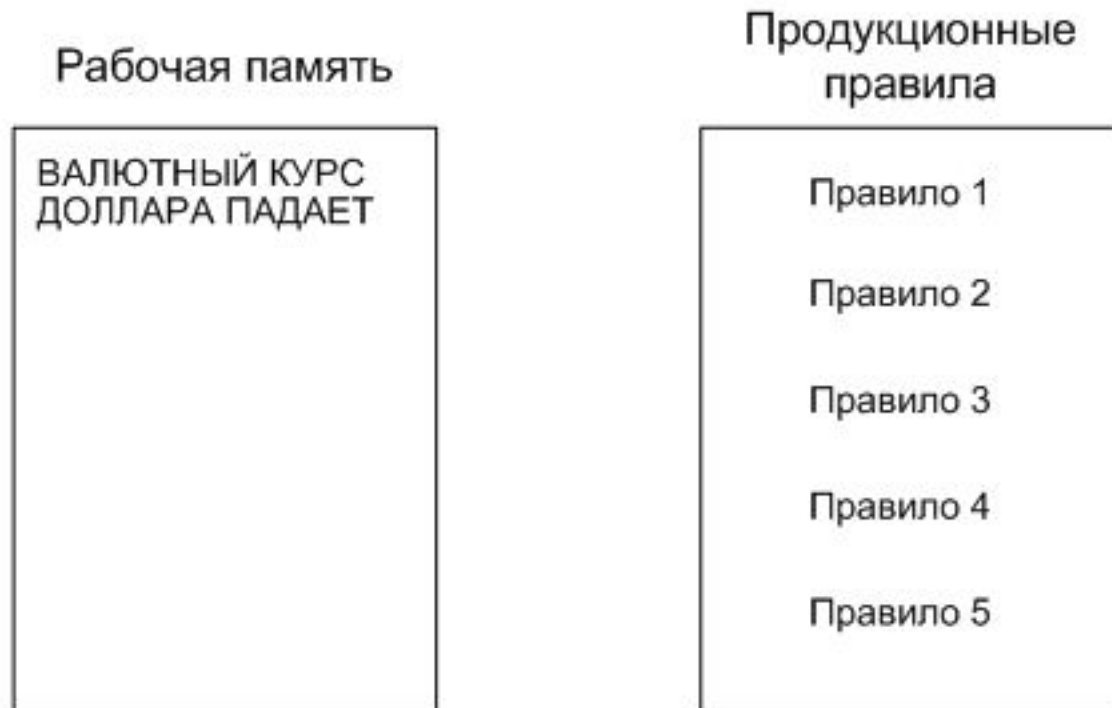 Рабочая память
ВАЛЮТНЫЙ КУРС
ДОЛЛАРА ПАДАЕТ
Продукционные
правила
Правило 1
Правило 2
Правило 3
Правило 4
Правило 5